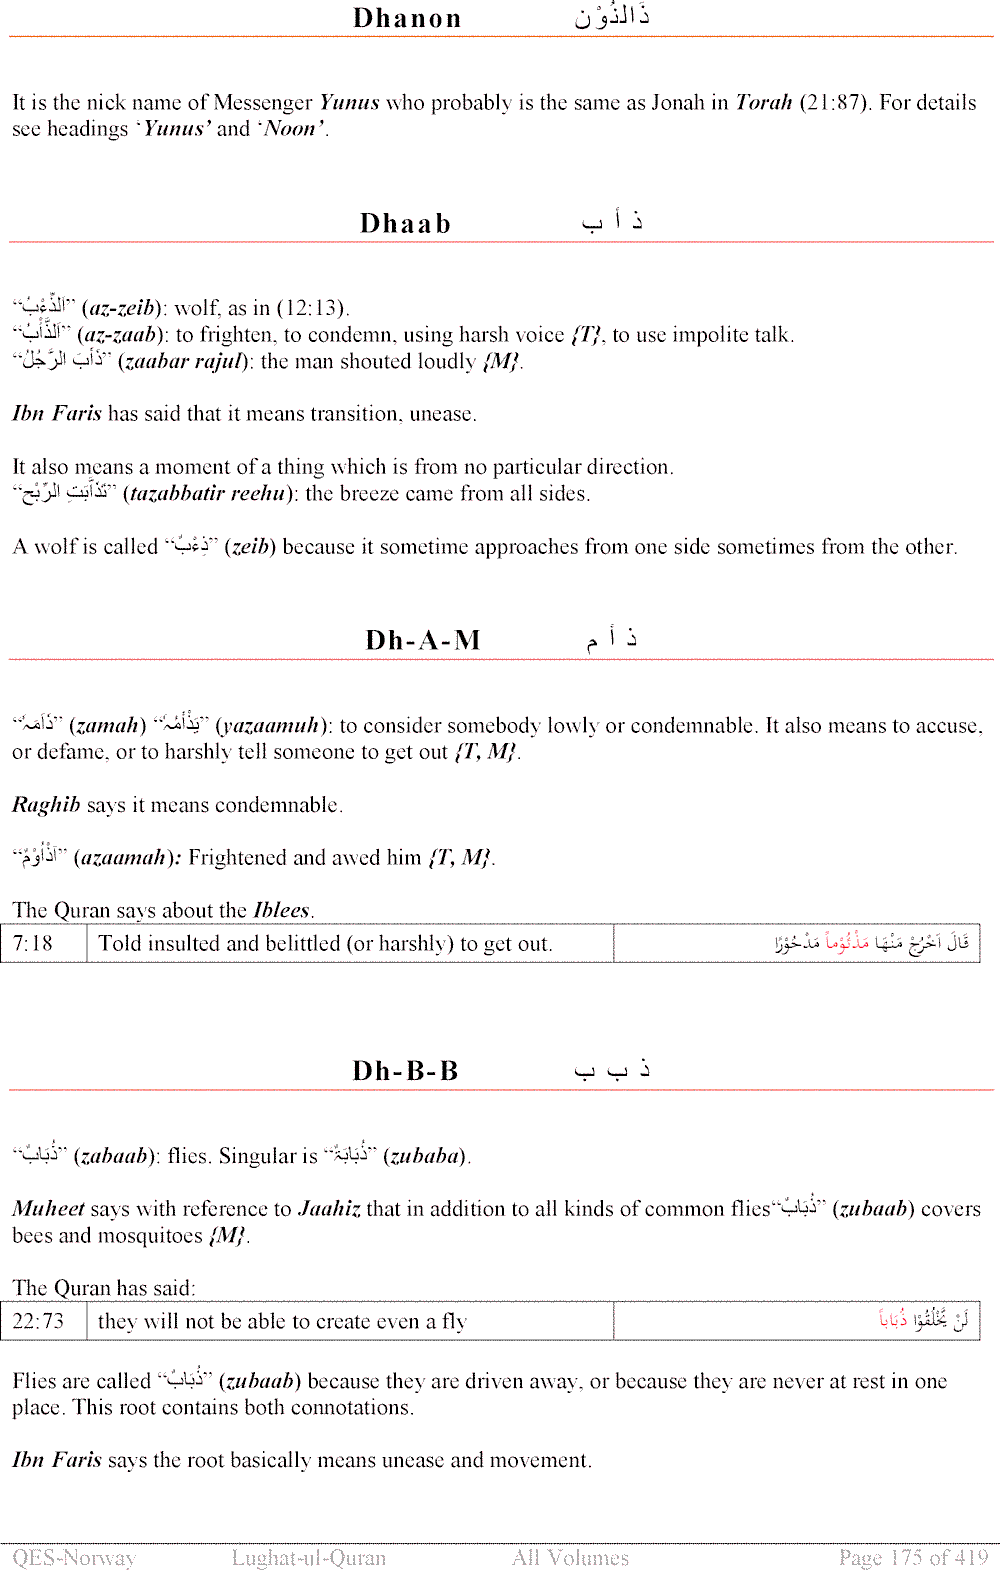 Dhanon ذَالنُّوْن
It is the nick name of Messenger Yunus who probably is the same as Jonah in Torah (21:87). For details
see headings ‘Yunus’ and ‘Noon’.
Dhaab ذ أ ب
“اَلذِّءْبُ” (az-zeib): wolf, as in (12:13).
“اَلذَّأْبُ” (az-zaab): to frighten, to condemn, using harsh voice {T}, to use impolite talk.
“ذَأَبَ الرَّجُلُ” (zaabar rajul): the man shouted loudly {M}.
Ibn Faris has said that it means transition, unease.
It also means a moment of a thing which is from no particular direction.
“تَذَأَّبَتِ الرِّيْح” (tazabbatir reehu): the breeze came from all sides.
A wolf is called “ذِءْبٌ” (zeib) because it sometime approaches from one side sometimes from the other.
Dh-A-M ذ أ م
“ذَاَمَہٗ” (zamah) “یَذْأَمُہٗ” (yazaamuh): to consider somebody lowly or condemnable. It also means to accuse,
or defame, or to harshly tell someone to get out {T, M}.
Raghib says it means condemnable.
(azaamah): Frightened and awed him {T, M}.
The Quran says about the Iblees.
7:18 Told insulted and belittled (or harshly) to get out. قَالَ اَخْرُجْ مَنْهَا مَذْئُوْماً مَدْحُوْرًا
Dh-B-B ذ ب ب
“ذُبَابٌ” (zabaab): flies. Singular is “ذُبَابَۃٌ” (zubaba).
Muheet says with reference to Jaahiz that in addition to all kinds of common flies“ذُبَابٌ” (zubaab) covers
bees and mosquitoes {M}.
The Quran has said:
22:73 they will not be able to create even a fly لَنْ يَّخْلُقُوْا ذُبَاباً
Flies are called “ذُبَابٌ” (zubaab) because they are driven away, or because they are never at rest in one
place. This root contains both connotations.
Ibn Faris says the root basically means unease and movement.
QES-Norway Lughat-ul-Quran All Volumes Page 175 of 419